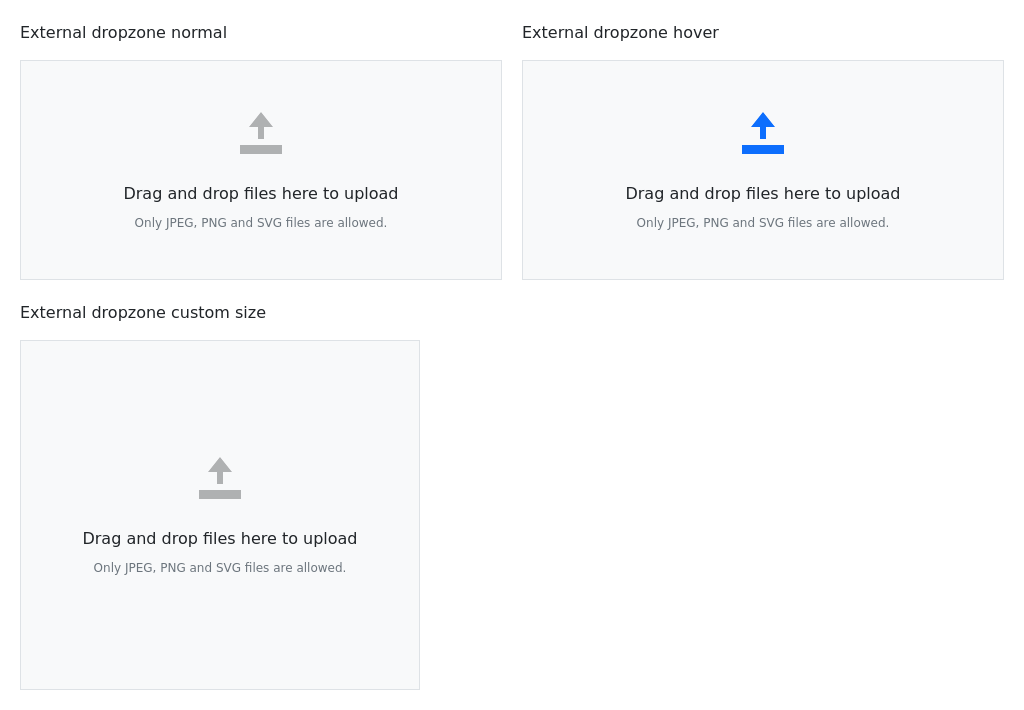 External dropzone normal
External dropzone hover
Drag and drop files here to upload
Only JPEG, PNG and SVG files are allowed.
Drag and drop files here to upload
Only JPEG, PNG and SVG files are allowed.
External dropzone custom size
Drag and drop files here to upload
Only JPEG, PNG and SVG files are allowed.